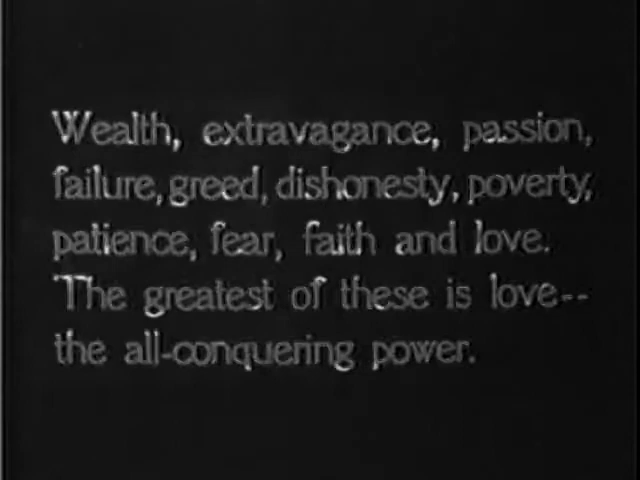 Wealth, extravagance, passion,
failure, greed, dishonesty, poverty,
patience, fear, faith and love.
The greatest of these is love--
the all-conquering power.